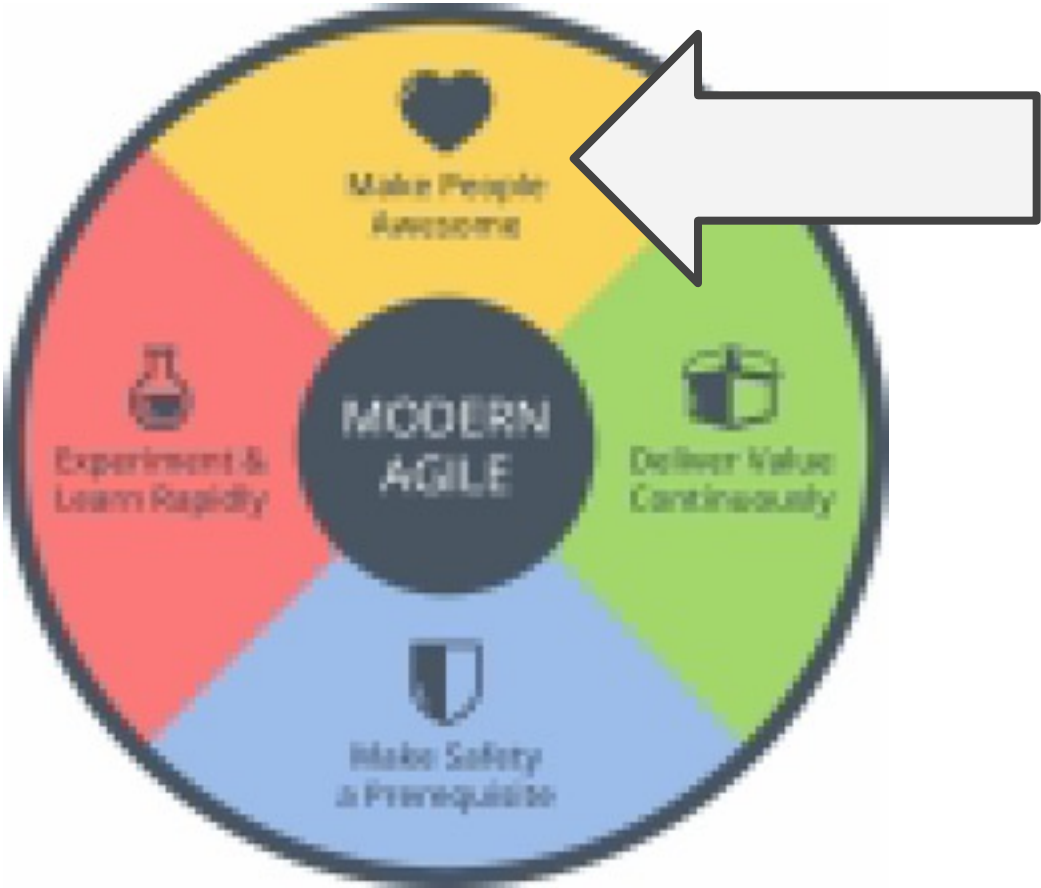 Make People
Awesome
Experiment &
Learn Rapidly
MODERN
AGILE
Deliver Value
Continuously
Make Safety
a Prerequisite